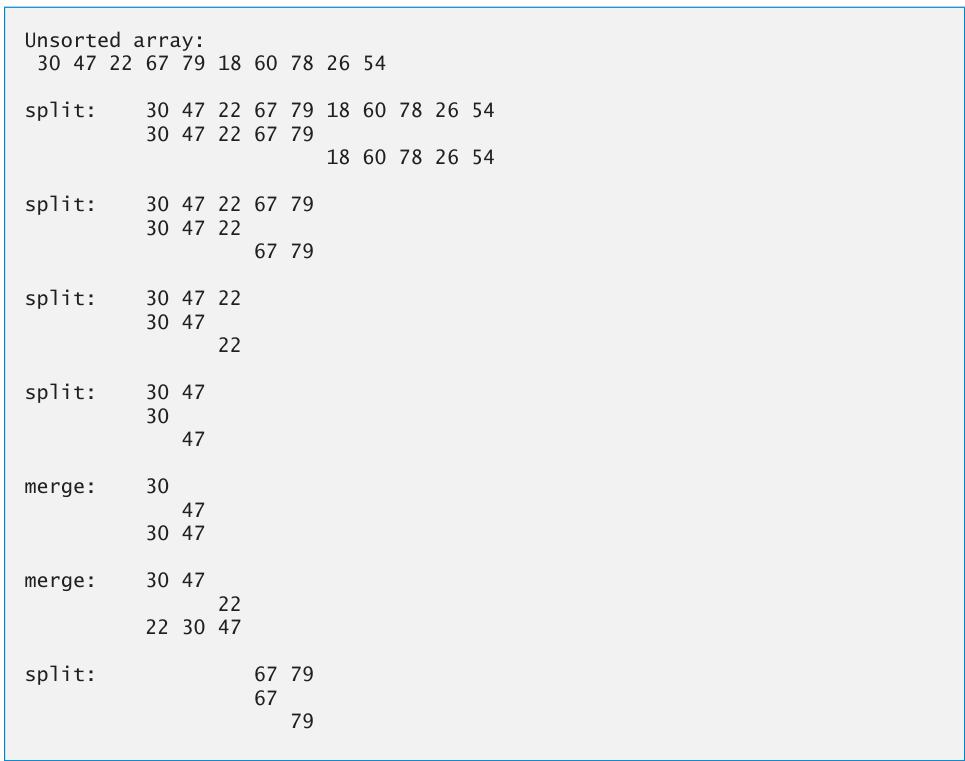 Unsorted array:
 30 47 22 67 79 18 60 78 26 54
split:    30 47 22 67 79 18 60 78 26 54
          30 47 22 67 79
                         18 60 78 26 54
split:    30 47 22 67 79
          30 47 22
                   67 79
split:    30 47 22
          30 47
                22
split:    30 47
          30
             47
merge:    30
             47
          30 47
merge:    30 47
                22
          22 30 47
split:             67 79
                   67
                      79